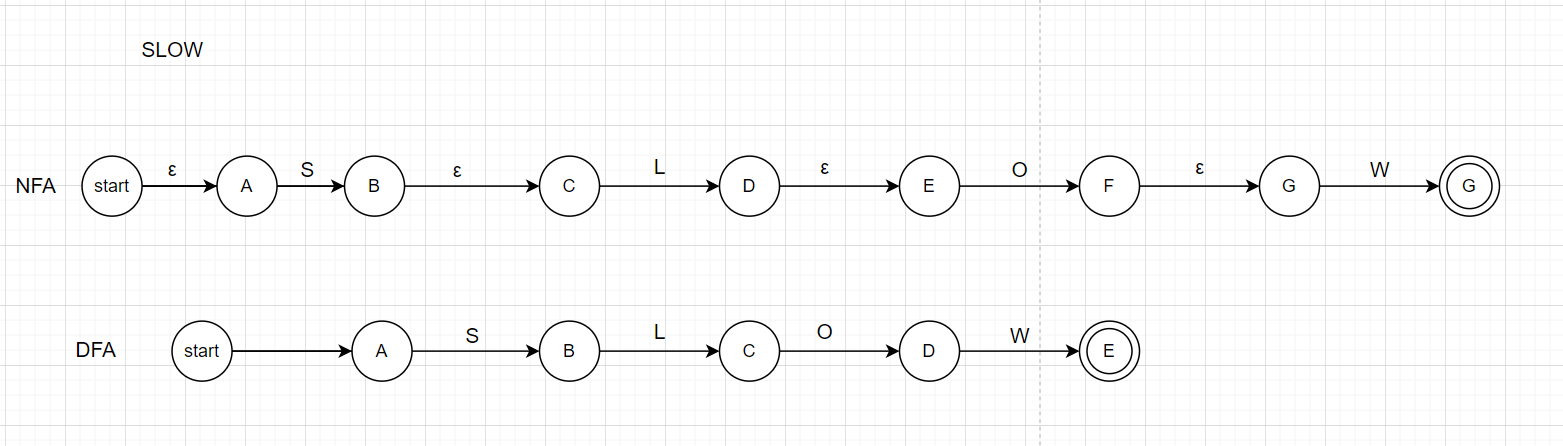 SLOW
ε S ε L ε O ε W
NFA start A B C D E F G G
S L O W
DFA start A B C D E